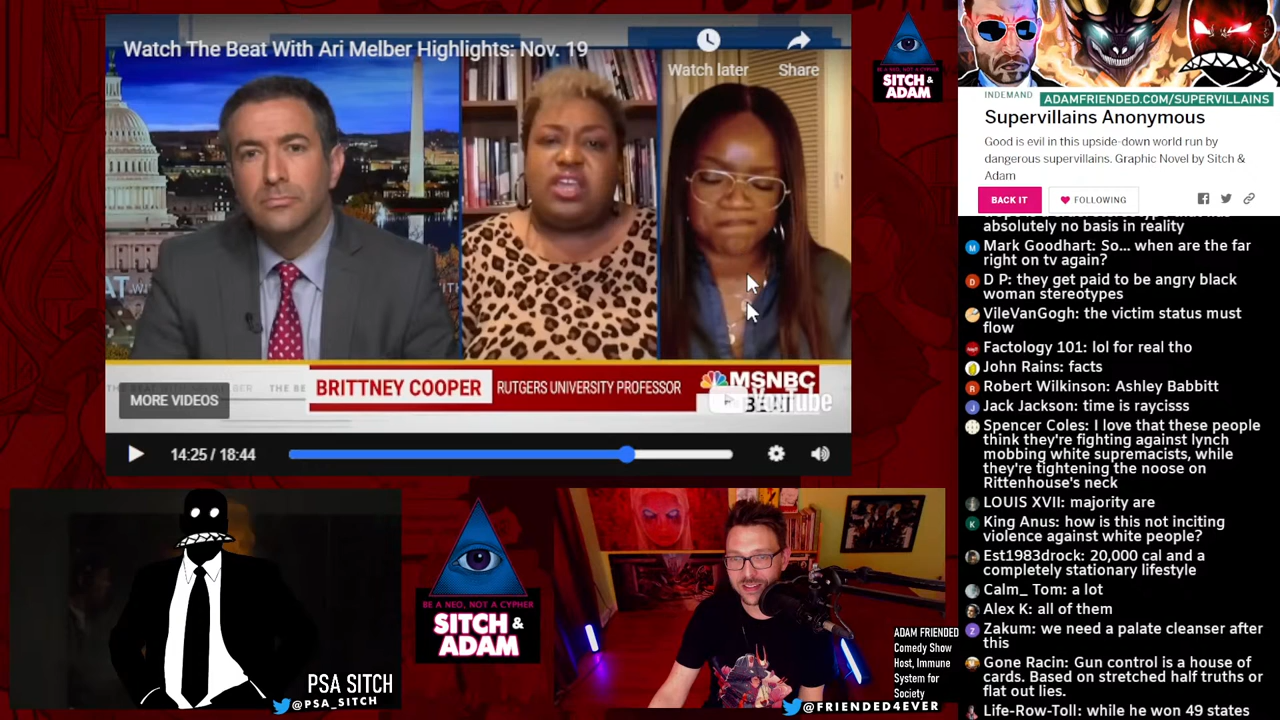 Watch The Beat With Ari Melber Highlights: Nov. 19
Watch later
Share
BRITTNEY COOPER
RUTGERS UNIVERSITY PROFESSOR
MSNBC
YouTube
MORE VIDEOS
14:25 / 18:44
BE A NEO, NOT A CYPHER
SITCH &
ADAM
INDEMAND
ADAMFRIENDED.COM/SUPERVILLAINS
Supervillains Anonymous
Good is evil in this upside-down world run by
dangerous supervillains. Graphic Novel by Sitch &
Adam
BACK IT
FOLLOWING
absolutely no basis in reality
Mark Goodhart: So... when are the far
right on tv again?
D P: they get paid to be angry black
woman stereotypes
VileVanGogh: the victim status must
flow
Factology 101: lol for real tho
John Rains: facts
Robert Wilkinson: Ashley Babbitt
Jack Jackson: time is raycisss
Spencer Coles: I love that these people
think they're fighting against lynch
mobbing white supremacists, while
they're tightening the noose on
Rittenhouse's neck
LOUIS XVII: majority are
King Anus: how is this not inciting
violence against white people?
Est1983drock: 20,000 cal and a
completely stationary lifestyle
Calm_ Tom: a lot
Alex K: all of them
Zakum: we need a palate cleanser after
this
Gone Racin: Gun control is a house of
cards. Based on stretched half truths or
flat out lies.
Life-Row-Toll: while he won 49 states
PSA SITCH
@PSA_SITCH
BE A NEO, NOT A CYPHER
SITCH &
ADAM
ADAM FRIENDED
Comedy Show
Host, Immune
System for
Society
@FRIENDED4EVER